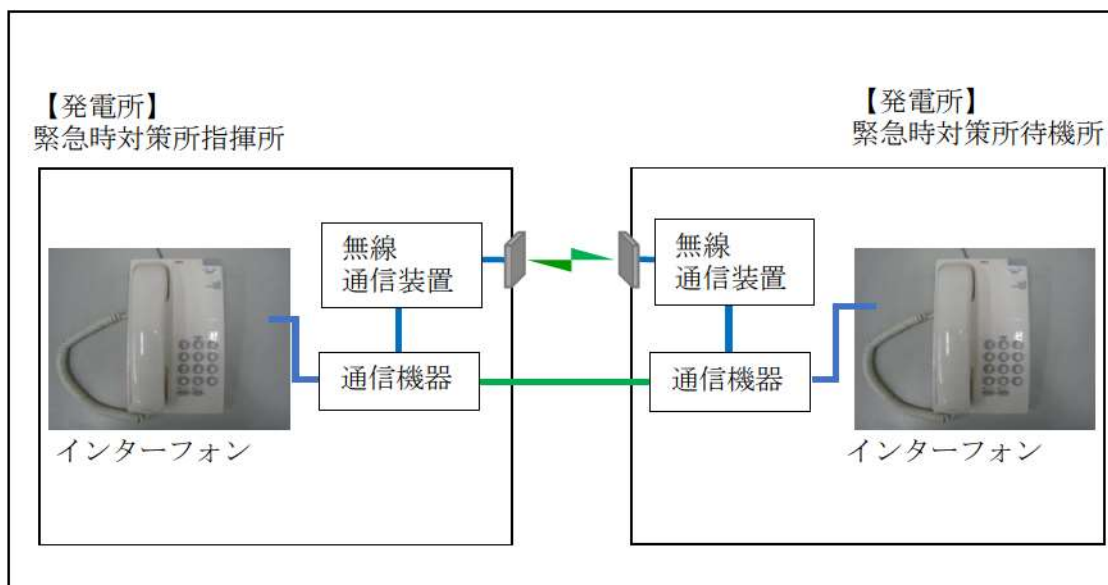 【発電所】
緊急時対策所指揮所
【発電所】
緊急時対策所待機所
無線
通信装置
通信機器
インターフォン
無線
通信装置
通信機器
インターフォン